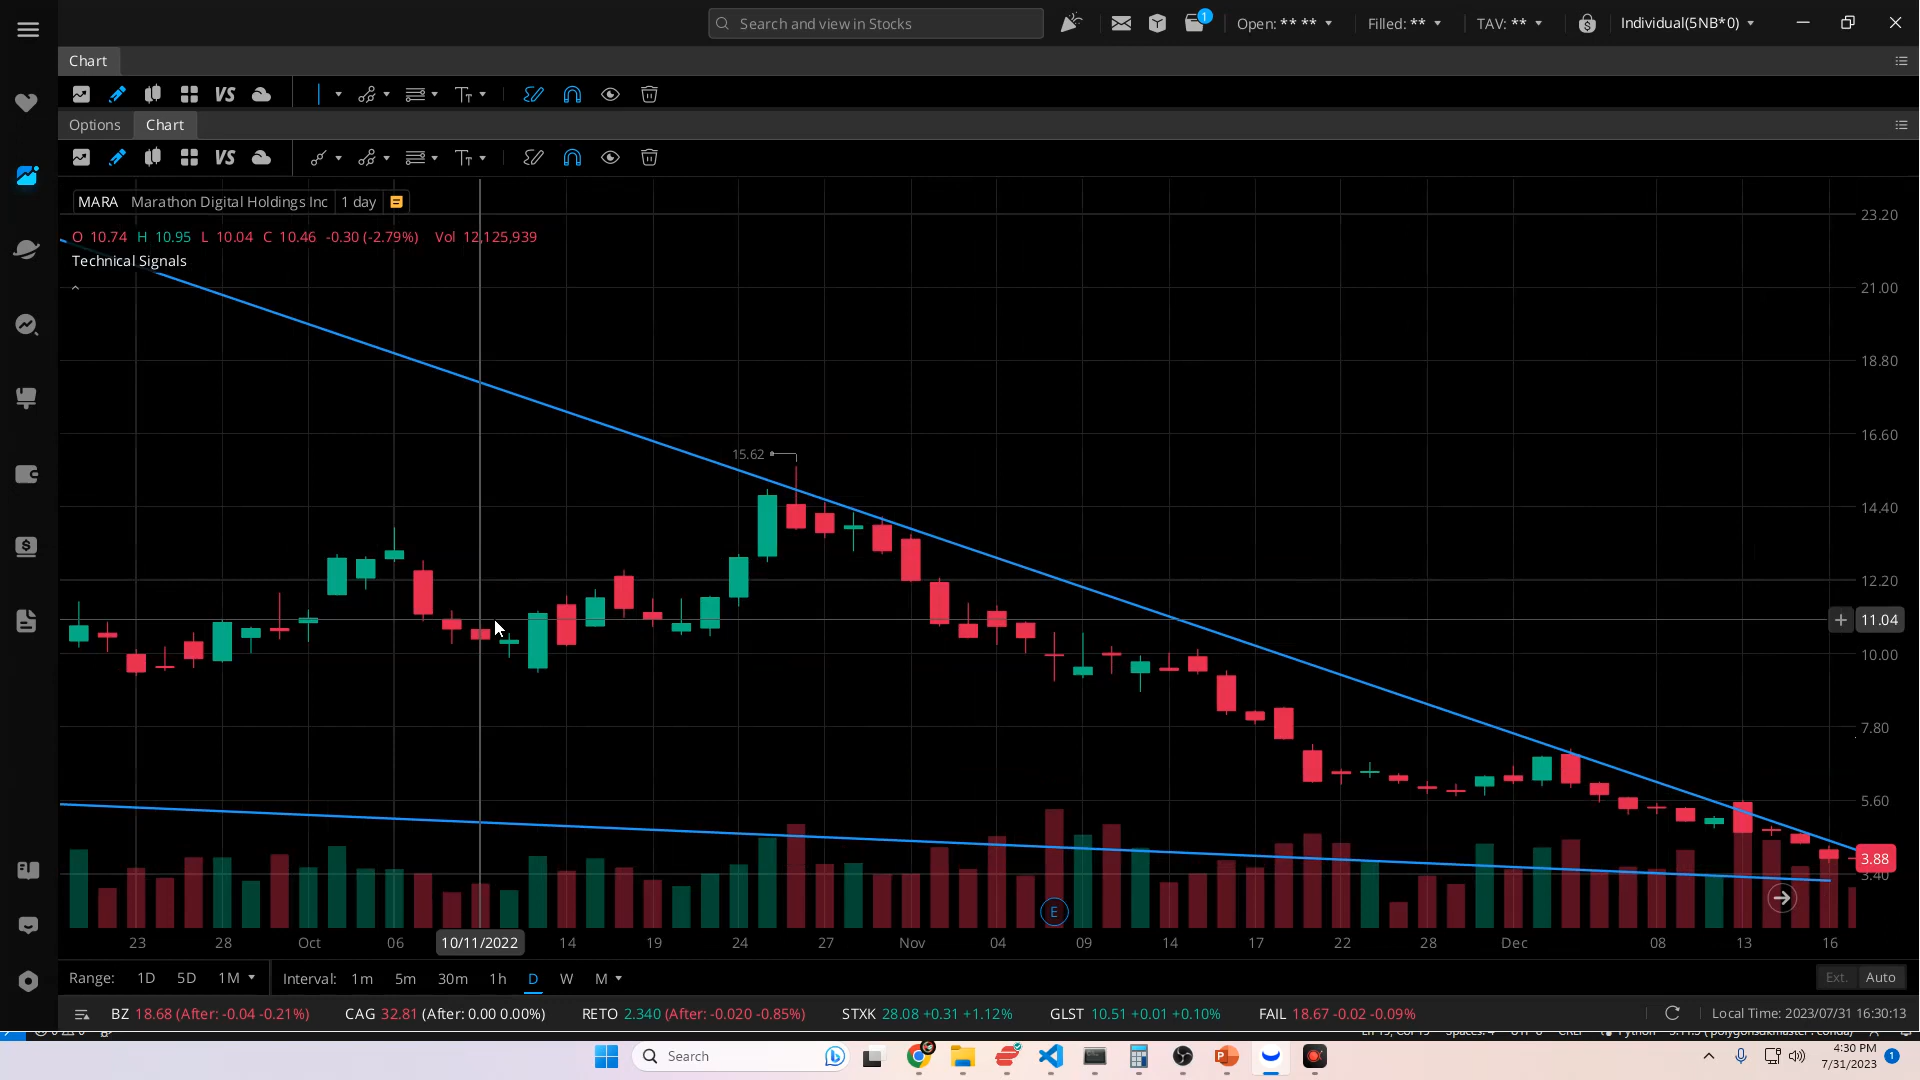 Search and view in Stocks
1
Open: ** **
Filled: **
TAV: **
Individual(5NB*0)
Chart
VS
Options Chart
VS
MARA Marathon Digital Holdings Inc 1 day
O 10.74 H 10.95 L 10.04 C 10.46 -0.30 (-2.79%) Vol 12,125,939
Technical Signals
15.62
23.20
21.00
18.80
16.60
14.40
12.20
11.04
10.00
7.80
5.60
3.88
3.40
E
23 28 Oct 06 10/11/2022 14 19 24 27 Nov 04 09 14 17 22 28 Dec 08 13 16
Range: 1D 5D 1M Interval: 1m 5m 30m 1h D W M
Ext. Auto
BZ 18.68 (After: -0.04 -0.21%) CAG 32.81 (After: 0.00 0.00%) RETO 2.340 (After: -0.020 -0.85%) STXK 28.08 +0.31 +1.12% GLST 10.51 +0.01 +0.10% FAIL 18.67 -0.02 -0.09%
Local Time: 2023/07/31 16:30:13
Search
4:30 PM
7/31/2023
1